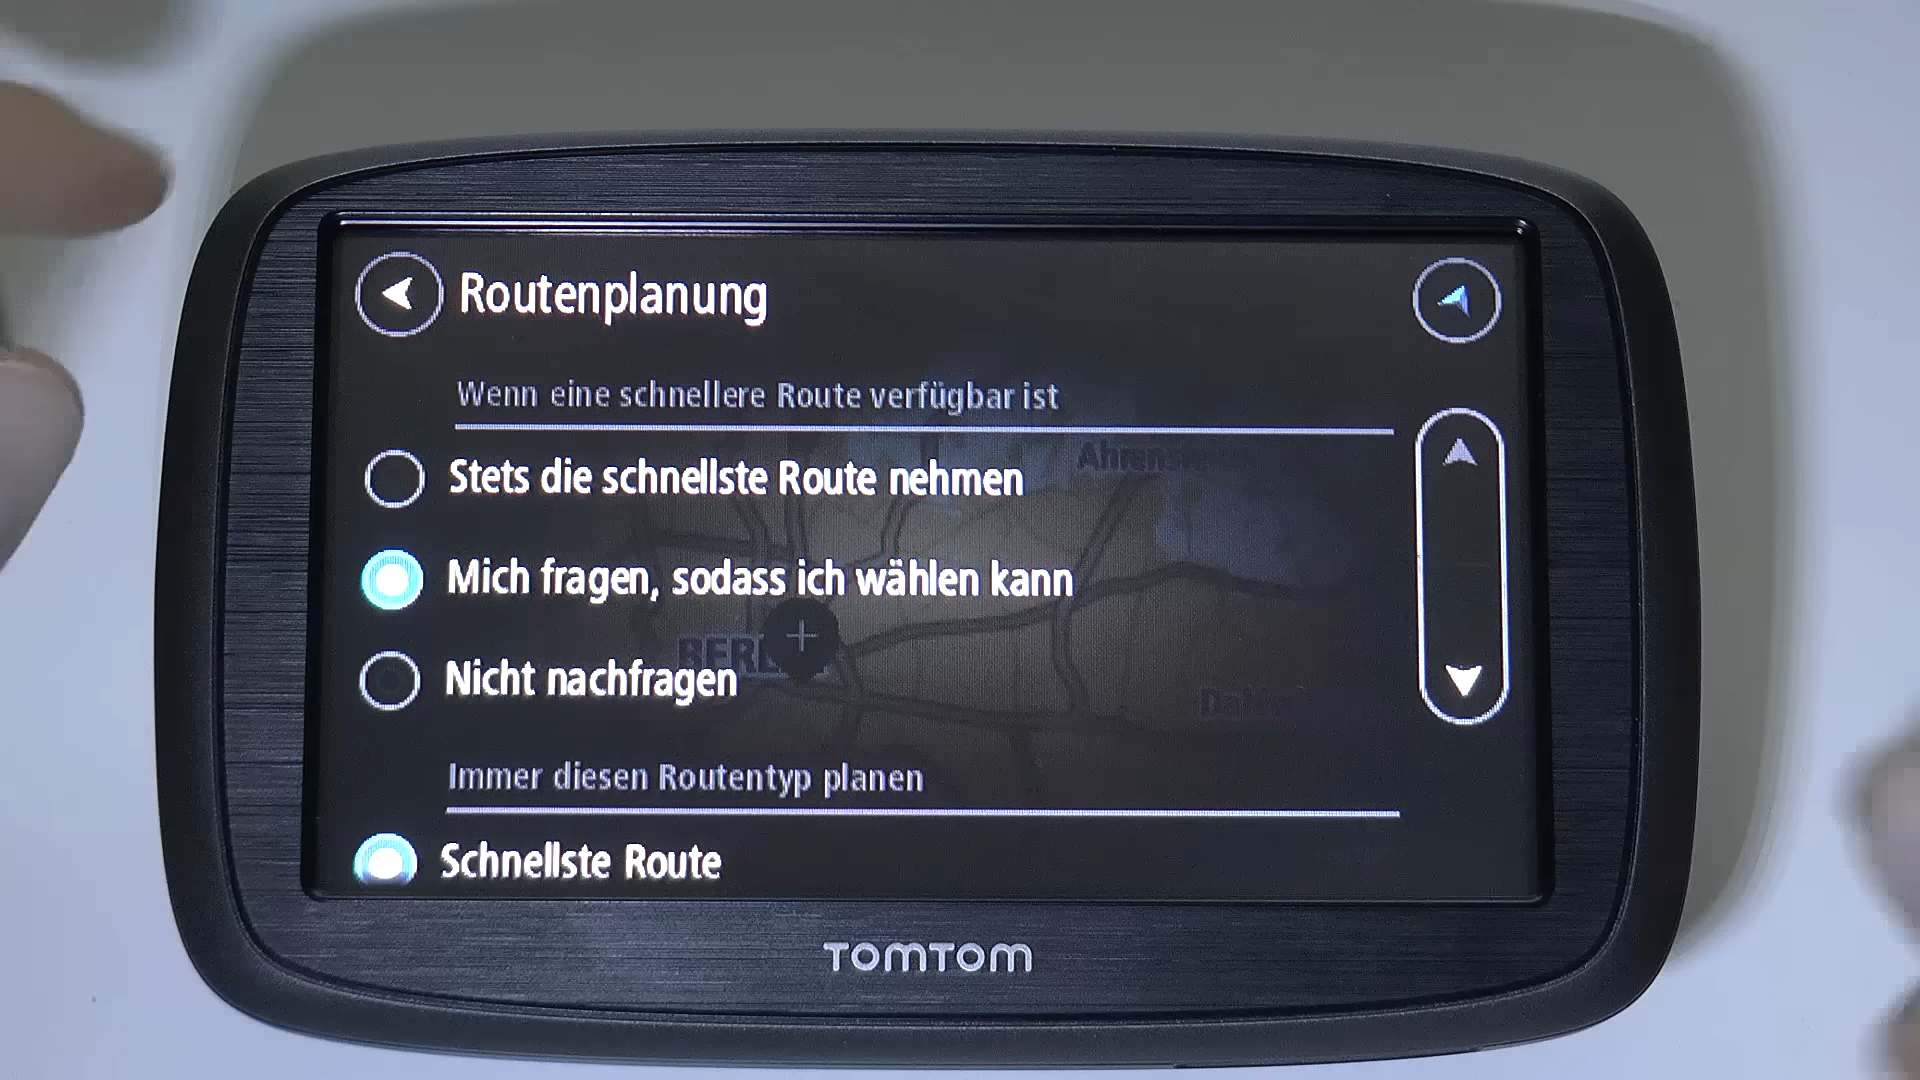 Routenplanung
Wenn eine schnellere Route verfügbar ist
Stets die schnellste Route nehmen
Mich fragen, sodass ich wählen kann
Nicht nachfragen
Immer diesen Routentyp planen
Schnellste Route
TOMTOM